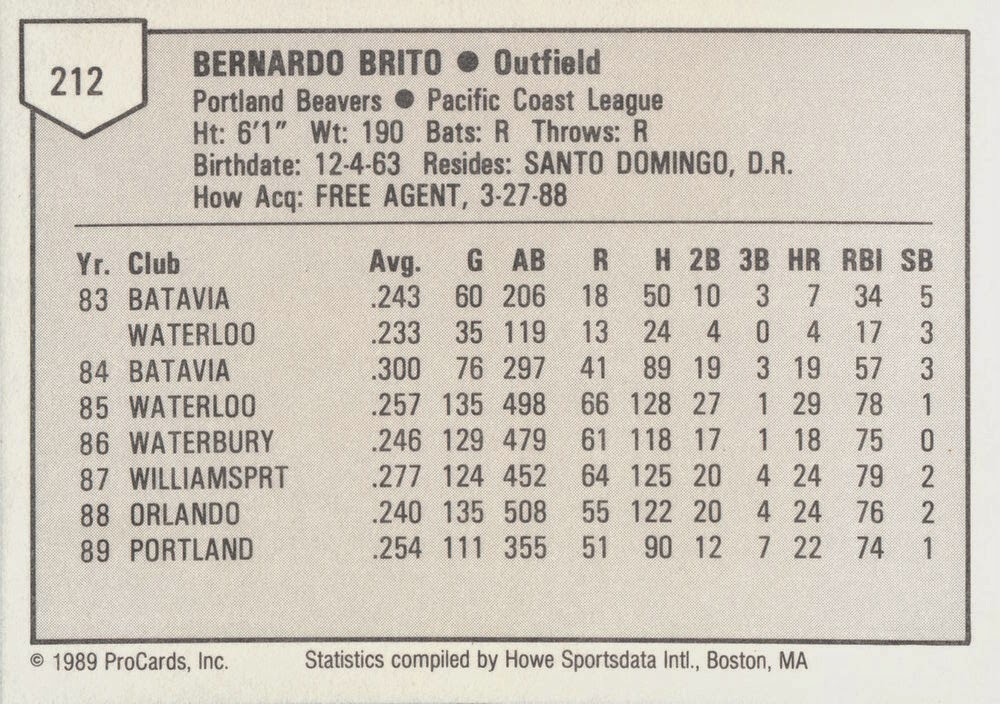 212
BERNARDO BRITO ● Outfield
Portland Beavers ● Pacific Coast League
Ht: 6'1" Wt: 190 Bats: R Throws: R
Birthdate: 12-4-63 Resides: SANTO DOMINGO, D.R.
How Acq: FREE AGENT, 3-27-88
Yr. Club Avg. G AB R H 2B 3B HR RBI SB
83 BATAVIA .243 60 206 18 50 10 3 7 34 5
WATERLOO .233 35 119 13 24 4 0 4 17 3
84 BATAVIA .300 76 297 41 89 19 3 19 57 3
85 WATERLOO .257 135 498 66 128 27 1 29 78 1
86 WATERBURY .246 129 479 61 118 17 1 18 75 0
87 WILLIAMSPRT .277 124 452 64 125 20 4 24 79 2
88 ORLANDO .240 135 508 55 122 20 4 24 76 2
89 PORTLAND .254 111 355 51 90 12 7 22 74 1
© 1989 ProCards, Inc. Statistics compiled by Howe Sportsdata Intl., Boston, MA